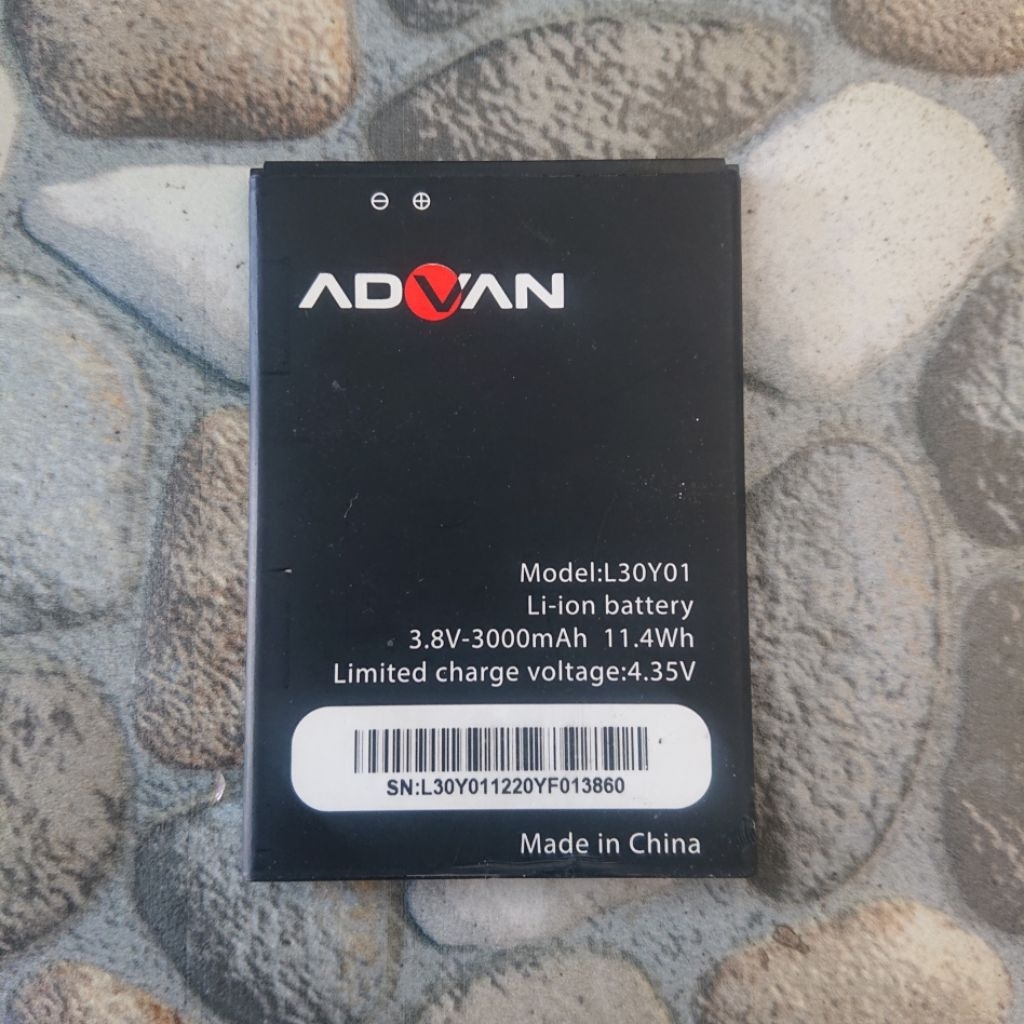 ⊖ ⊕
ADVAN
Model:L30Y01
Li-ion battery
3.8V-3000mAh 11.4Wh
Limited charge voltage:4.35V
SN:L30Y011220YF013860
Made in China